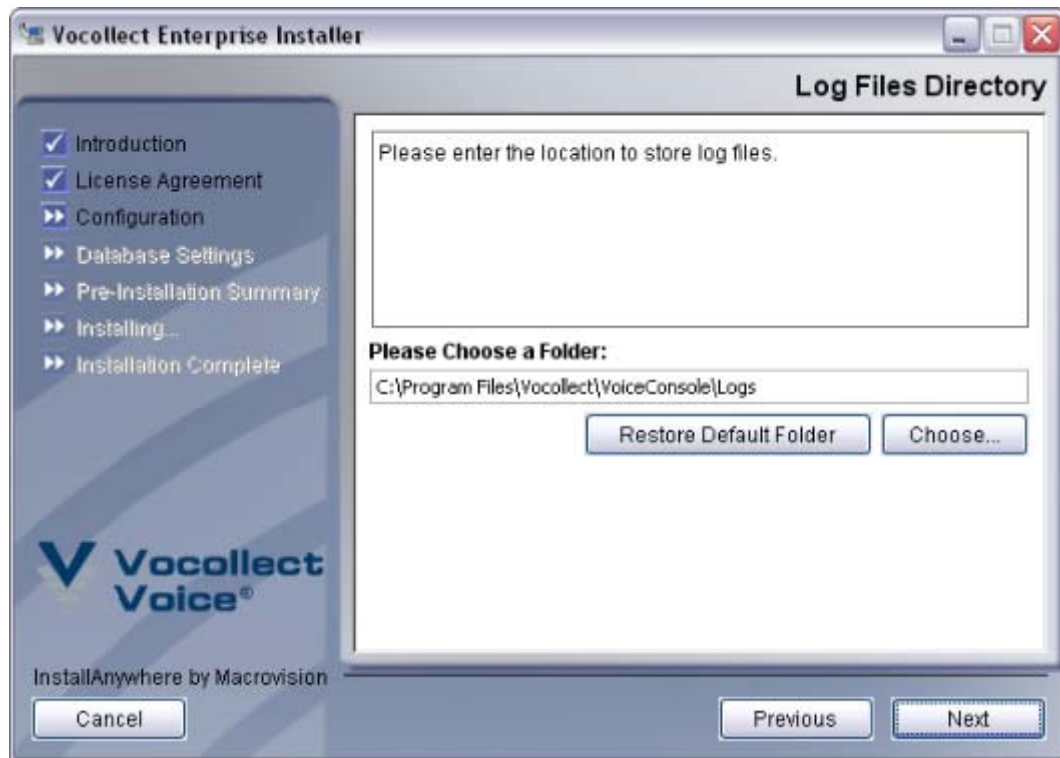 Vocollect Enterprise Installer
Log Files Directory
Introduction
License Agreement
Configuration
Database Settings
Pre-Installation Summary
Installing...
Installation Complete
Please enter the location to store log files.
Please Choose a Folder:
C:\Program Files\Vocollect\VoiceConsole\Logs
Restore Default Folder
Choose...
Vocollect
Voice®
InstallAnywhere by Macrovision
Cancel
Previous
Next